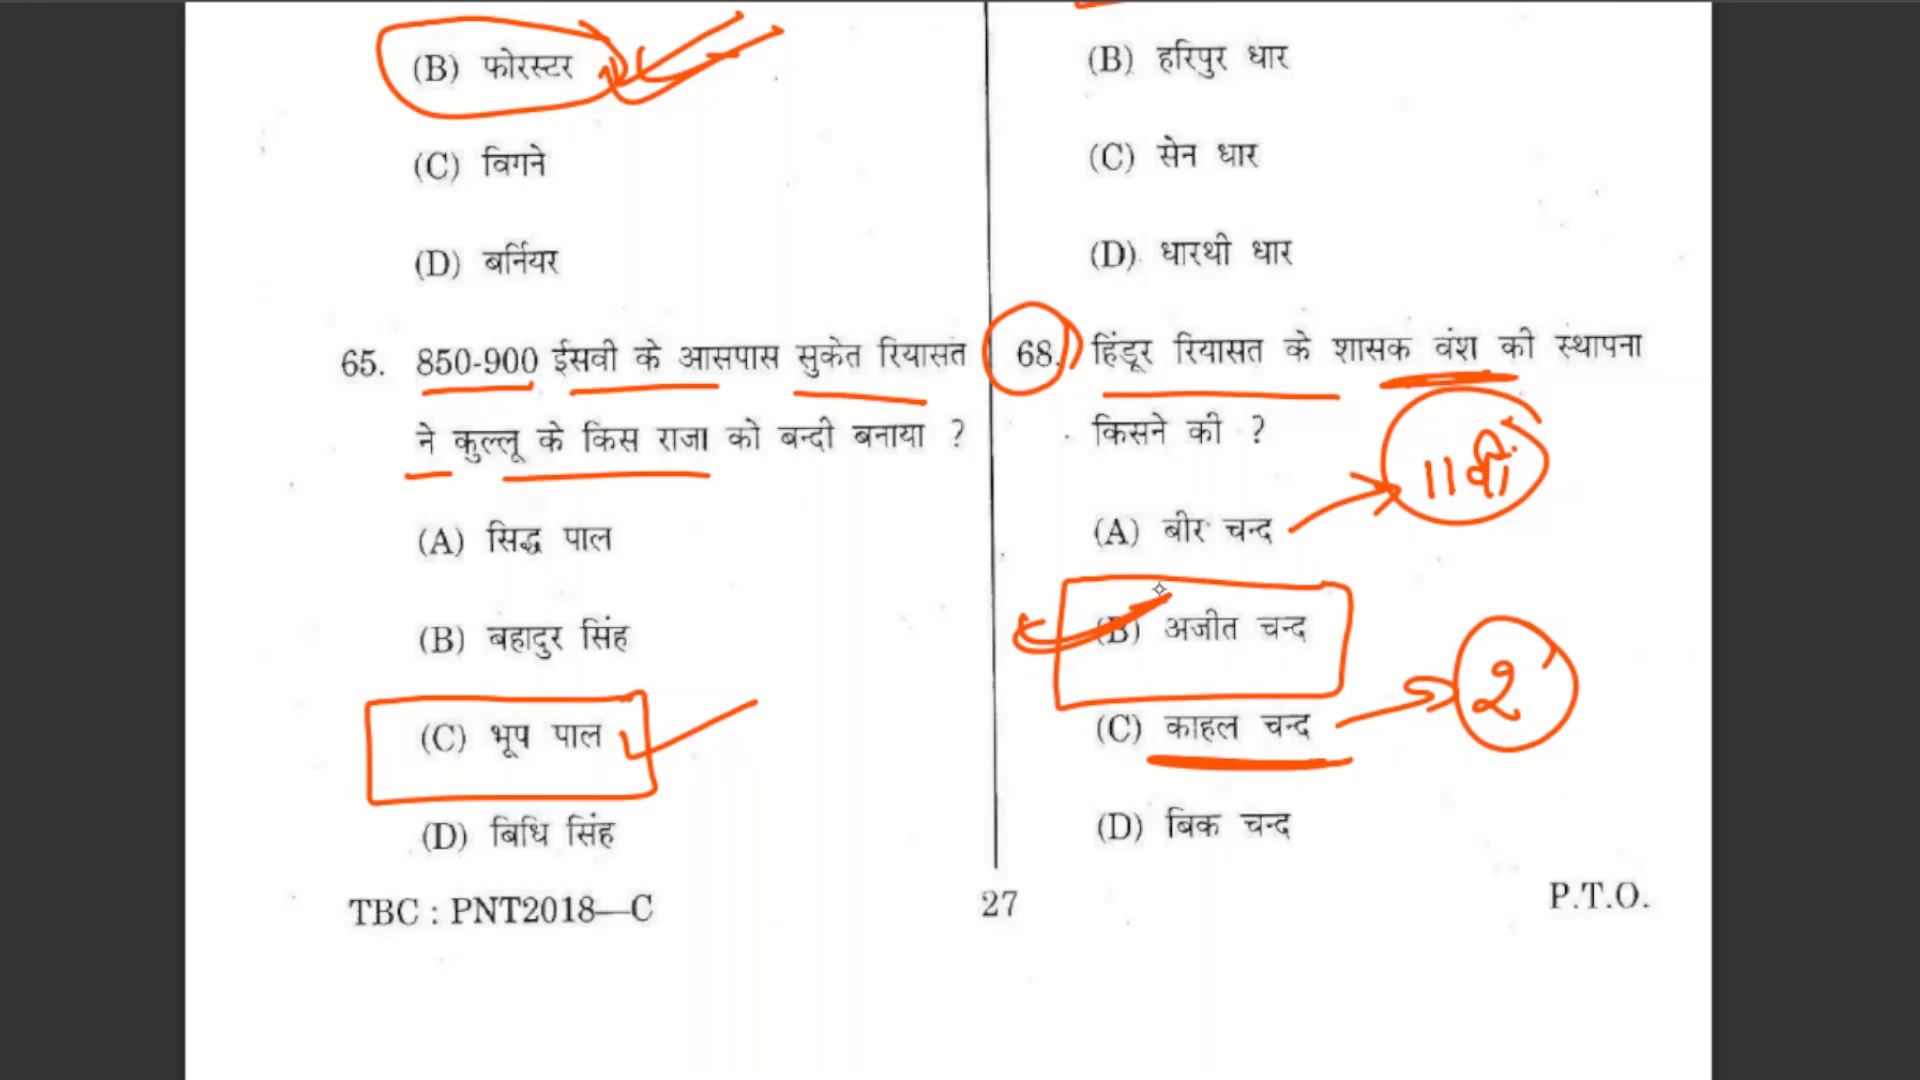 (B) फोरस्टर
(C) विगने
(D) बर्नियर
65. 850-900 ईसवी के आसपास सुकेत रियासत
ने कुल्लू के किस राजा को बन्दी बनाया ?
(A) सिद्ध पाल
(B) बहादुर सिंह
(C) भूप पाल
(D) बिधि सिंह
(B) हरिपुर धार
(C) सेन धार
(D) धारथी धार
68. हिंडूर रियासत के शासक वंश की स्थापना
किसने की ?
11वीं
(A) बीर चन्द
(B) अजीत चन्द
(C) काहल चन्द
2
(D) बिक चन्द
TBC : PNT2018—C
27
P.T.O.